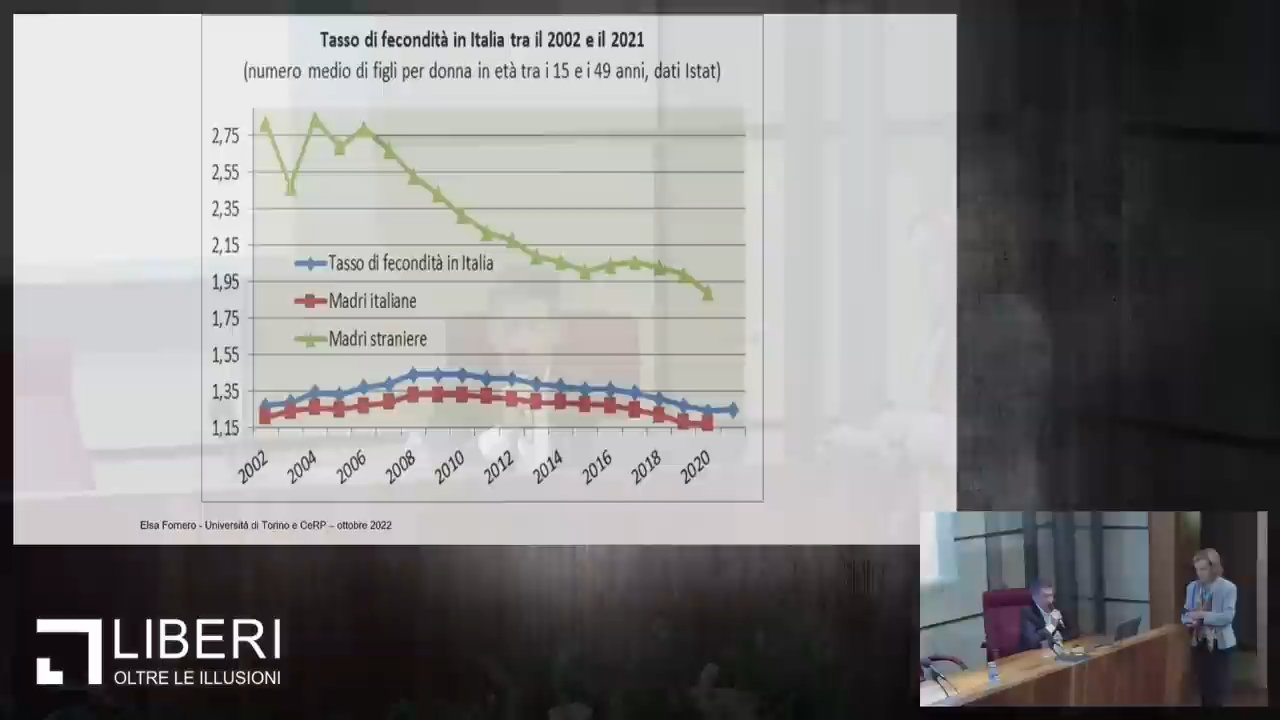 Tasso di fecondità in Italia tra il 2002 e il 2021
(numero medio di figli per donna in età tra i 15 e i 49 anni, dati Istat)
2,75
2,55
2,35
2,15
1,95
1,75
1,55
1,35
1,15
Tasso di fecondità in Italia
Madri italiane
Madri straniere
2002 2004 2006 2008 2010 2012 2014 2016 2018 2020
Elsa Fornero - Università di Torino e CeRP – ottobre 2022
LIBERI
OLTRE LE ILLUSIONI